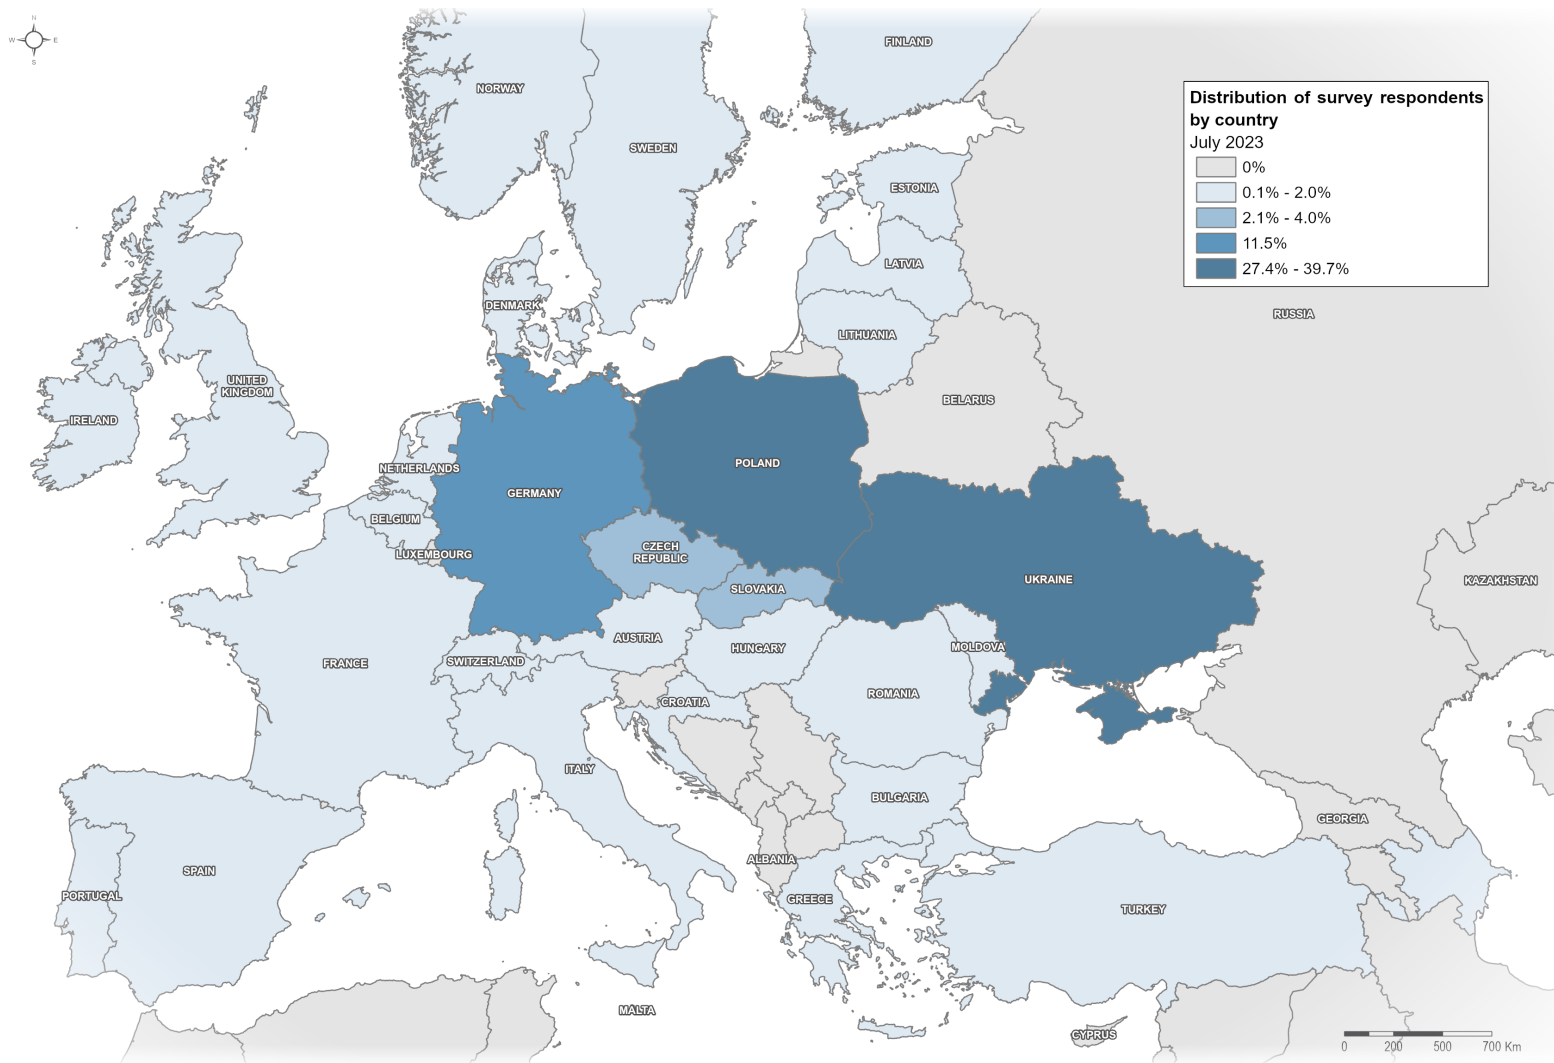 N
W E
S
FINLAND
NORWAY
SWEDEN
Distribution of survey respondents
by country
July 2023
0%
0.1% - 2.0%
2.1% - 4.0%
11.5%
27.4% - 39.7%
ESTONIA
LATVIA
DENMARK
RUSSIA
LITHUANIA
UNITED
KINGDOM
BELARUS
IRELAND
POLAND
NETHERLANDS
GERMANY
BELGIUM
CZECH
REPUBLIC
LUXEMBOURG
UKRAINE
KAZAKHSTAN
SLOVAKIA
AUSTRIA
HUNGARY
MOLDOVA
SWITZERLAND
FRANCE
ROMANIA
CROATIA
ITALY
BULGARIA
GEORGIA
ALBANIA
SPAIN
PORTUGAL
GREECE
TURKEY
MALTA
CYPRUS
0 200 500 700 Km